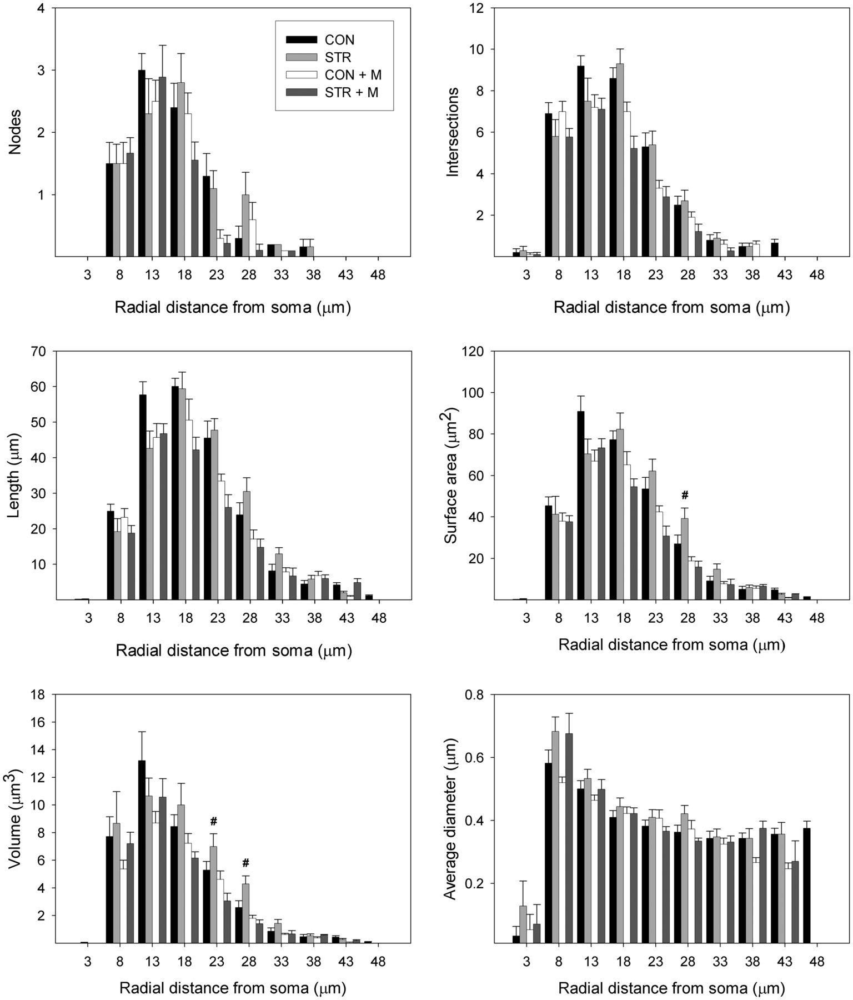 4
3
2
1
Nodes
CON
STR
CON + M
STR + M
3 8 13 18 23 28 33 38 43 48
Radial distance from soma (μm)
12
10
8
6
4
2
Intersections
3 8 13 18 23 28 33 38 43 48
Radial distance from soma (μm)
70
60
50
40
30
20
10
Length (μm)
3 8 13 18 23 28 33 38 43 48
Radial distance from soma (μm)
120
100
80
60
40
20
Surface area (μm2)
#
3 8 13 18 23 28 33 38 43 48
Radial distance from soma (μm)
18
16
14
12
10
8
6
4
2
Volume (μm3)
#
#
3 8 13 18 23 28 33 38 43 48
Radial distance from soma (μm)
0.8
0.6
0.4
0.2
Average diameter (μm)
3 8 13 18 23 28 33 38 43 48
Radial distance from soma (μm)